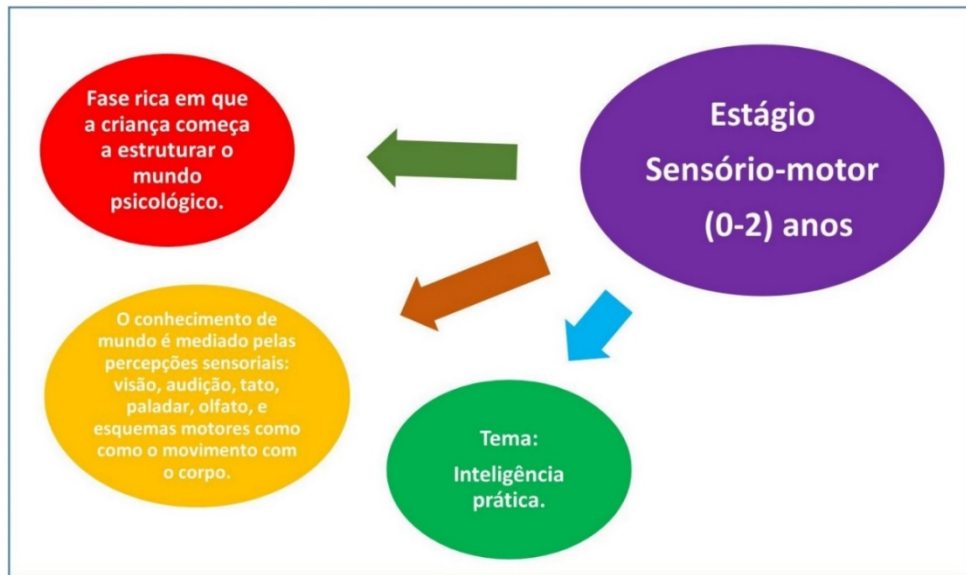 Fase rica em que
a criança começa
a estruturar o
mundo
psicológico.
Estágio
Sensório-motor
(0-2) anos
O conhecimento de
mundo é mediado pelas
percepções sensoriais:
visão, audição, tato,
paladar, olfato, e
esquemas motores como
como o movimento com
o corpo.
Tema:
Inteligência
prática.